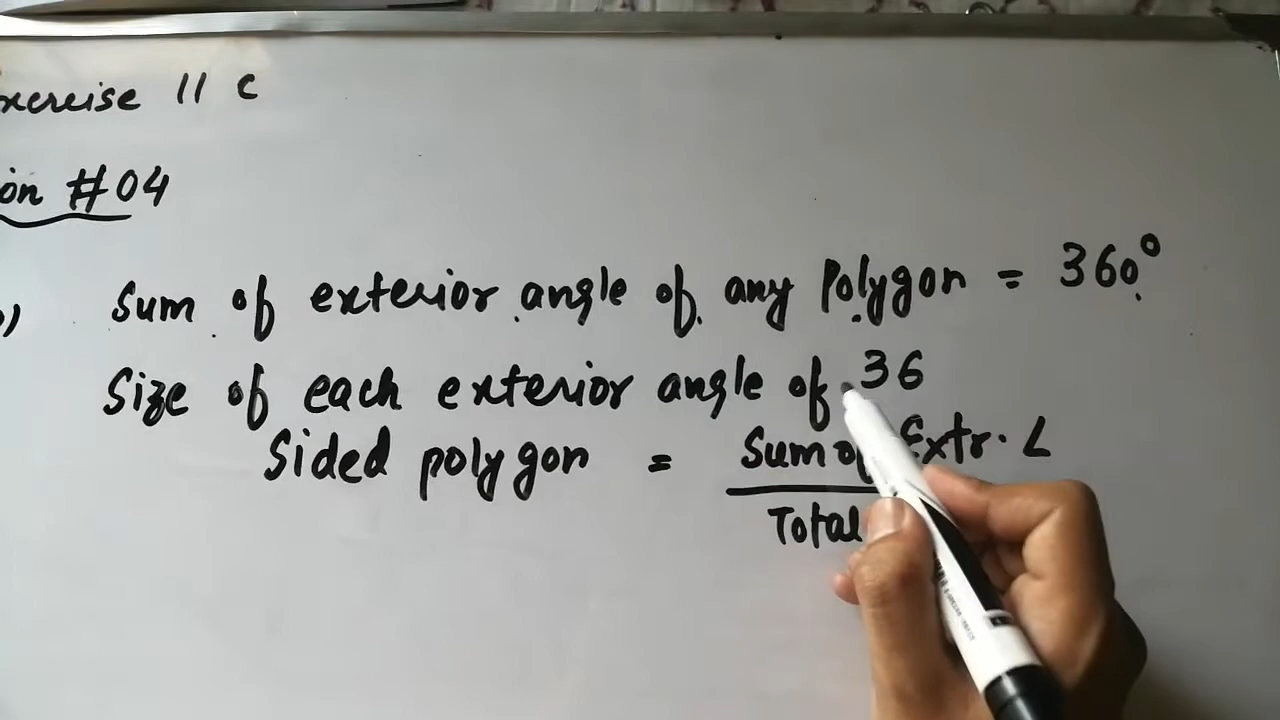 xercise 11 c
on #04
) Sum of exterior angle of any polygon = 360°
Size of each exterior angle of 36
Sided polygon = Sum of Extr. ∠
Total